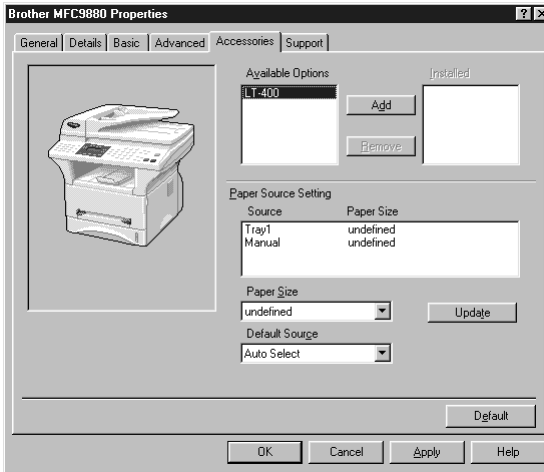 Brother MFC9880 Properties
General Details Basic Advanced Accessories Support
Available Options Installed
LT-400
Add
Remove
Paper Source Setting
Source Paper Size
Tray1 undefined
Manual undefined
Paper Size
undefined Update
Default Source
Auto Select
Default
OK Cancel Apply Help